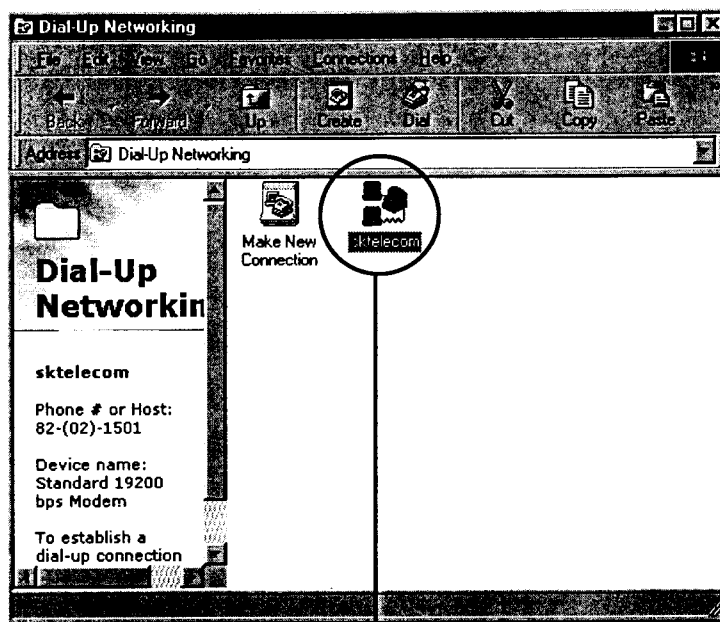 Dial-Up Networking
File Edit View Go Favorites Connections Help
Back Forward Up Create Dial Cut Copy Paste
Address Dial-Up Networking
Make New
Connection
sktelecom
Dial-Up
Networkin
sktelecom
Phone # or Host:
82-(02)-1501
Device name:
Standard 19200
bps Modem
To establish a
dial-up connection